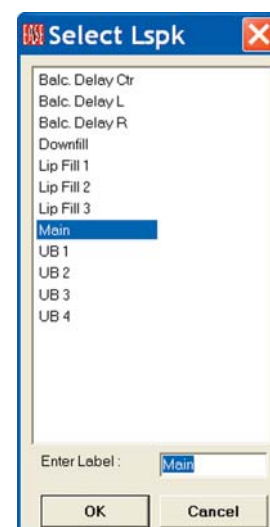 EASE Select Lspk
Balc. Delay Ctr
Balc. Delay L
Balc. Delay R
Downfill
Lip Fill 1
Lip Fill 2
Lip Fill 3
Main
UB 1
UB 2
UB 3
UB 4
Enter Label : Main
OK Cancel